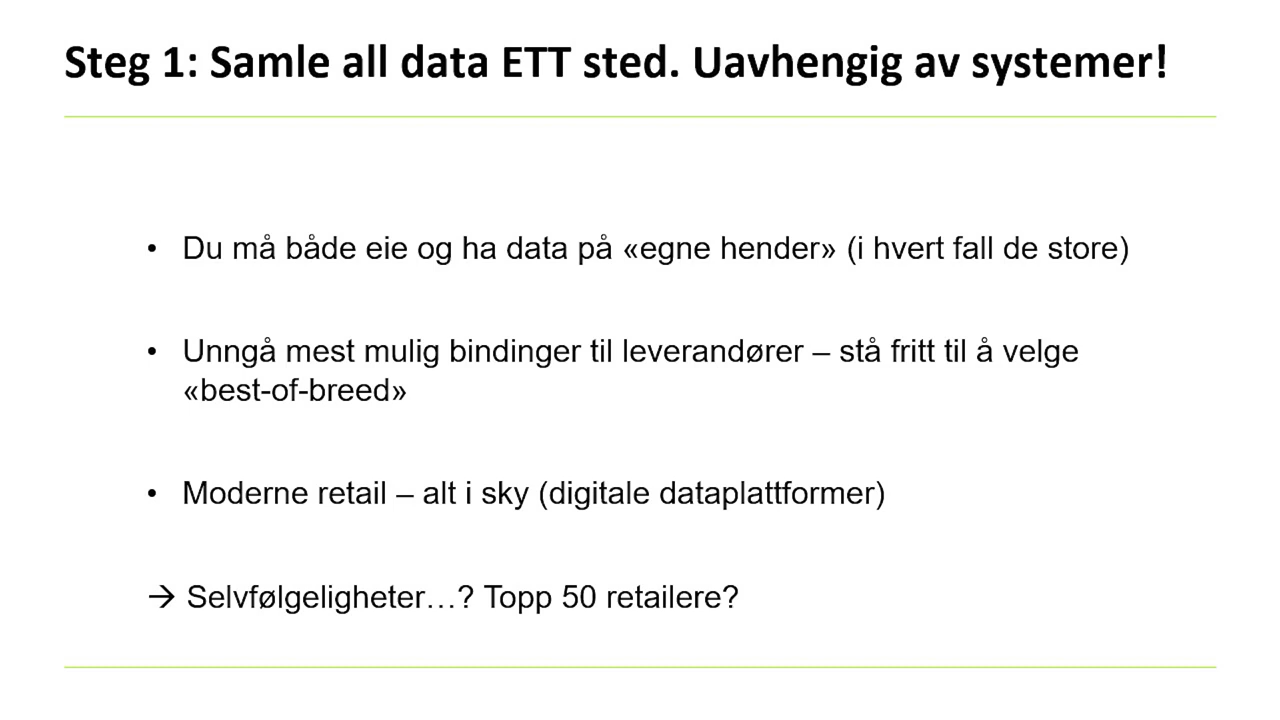 Steg 1: Samle all data ETT sted. Uavhengig av systemer!
• Du må både eie og ha data på «egne hender» (i hvert fall de store)
• Unngå mest mulig bindinger til leverandører – stå fritt til å velge
«best-of-breed»
• Moderne retail – alt i sky (digitale dataplattformer)
→ Selvfølgeligheter…? Topp 50 retailere?